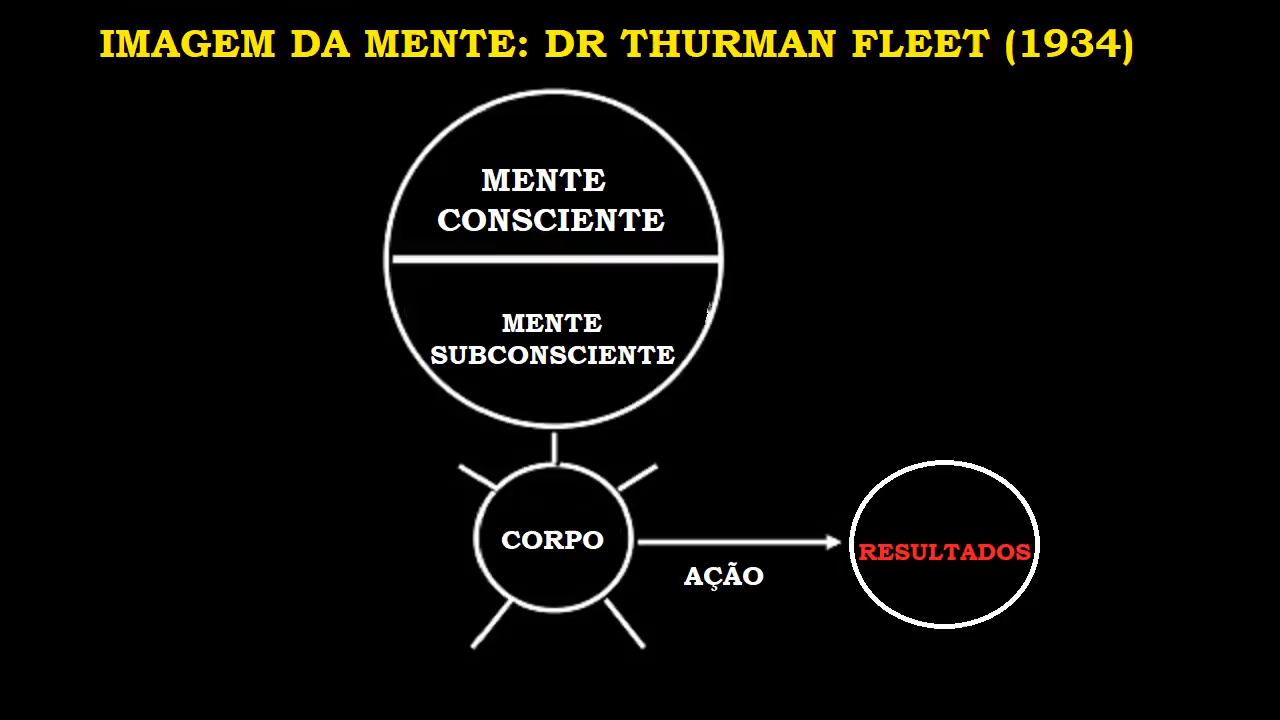 IMAGEM DA MENTE: DR THURMAN FLEET (1934)
MENTE
CONSCIENTE
MENTE
SUBCONSCIENTE
CORPO
AÇÃO
RESULTADOS